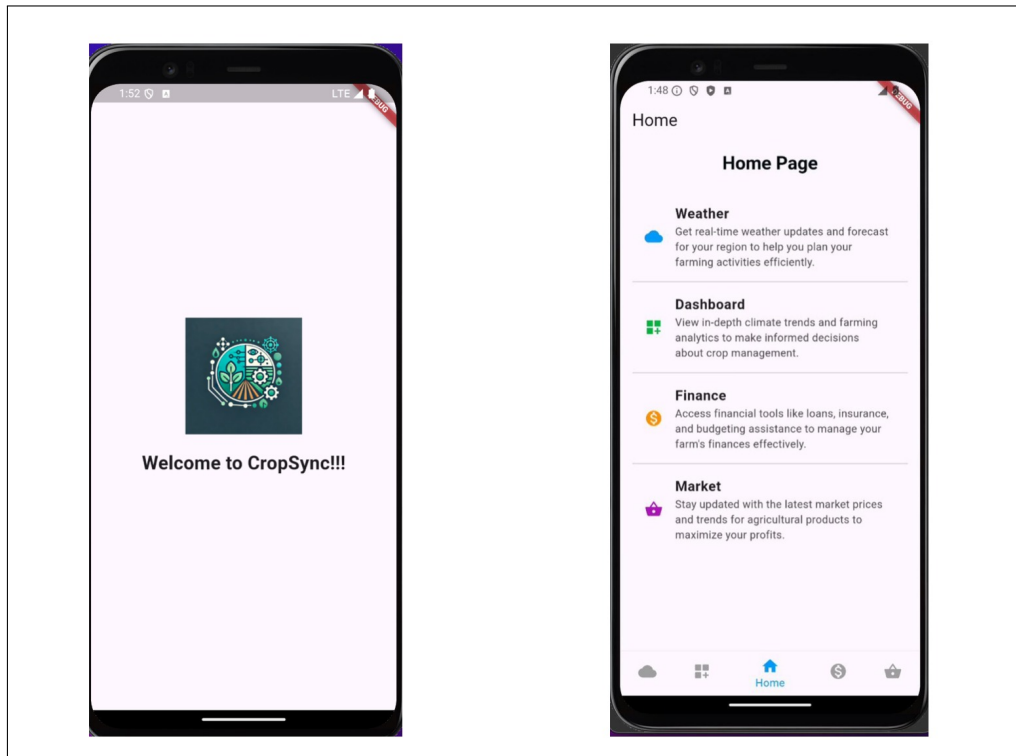 1:52
LTE
DEBUG
Welcome to CropSync!!!
1:48
DEBUG
Home
Home Page
Weather
Get real-time weather updates and forecast
for your region to help you plan your
farming activities efficiently.
Dashboard
View in-depth climate trends and farming
analytics to make informed decisions
about crop management.
Finance
Access financial tools like loans, insurance,
and budgeting assistance to manage your
farm's finances effectively.
Market
Stay updated with the latest market prices
and trends for agricultural products to
maximize your profits.
Home